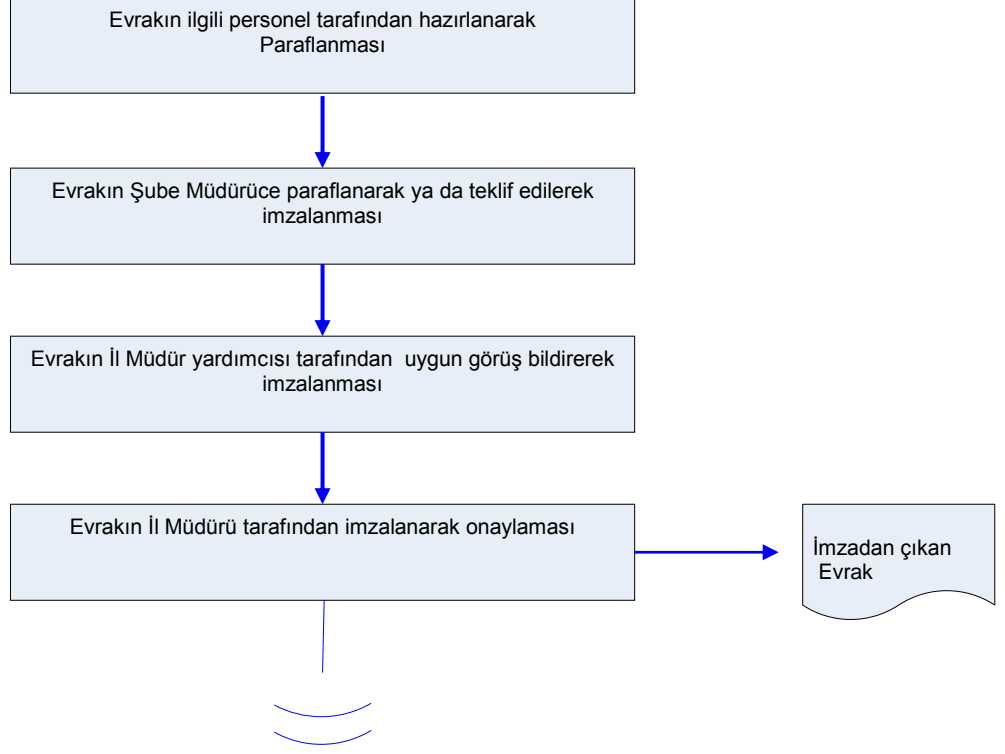 Evrakın ilgili personel tarafından hazırlanarak
Paraflanması
Evrakın Şube Müdürüce paraflanarak ya da teklif edilerek
imzalanması
Evrakın İl Müdür yardımcısı tarafından  uygun görüş bildirerek
imzalanması
Evrakın İl Müdürü tarafından imzalanarak onaylaması
İmzadan çıkan
Evrak